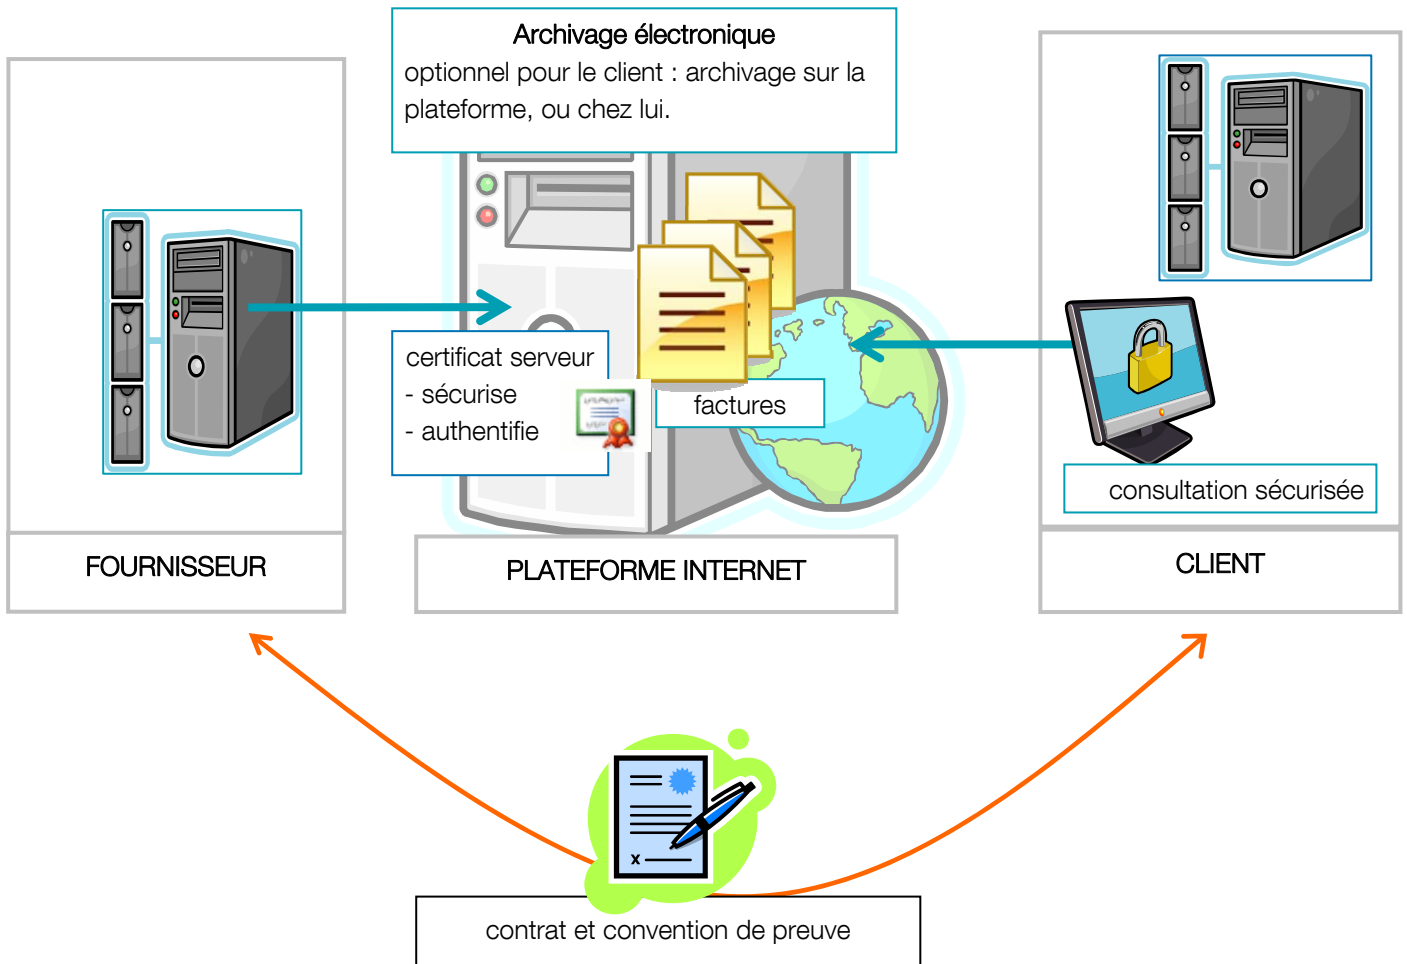 Archivage électronique
optionnel pour le client : archivage sur la
plateforme, ou chez lui.
certificat serveur
- sécurise
- authentifie
factures
consultation sécurisée
FOURNISSEUR
PLATEFORME INTERNET
CLIENT
x
contrat et convention de preuve